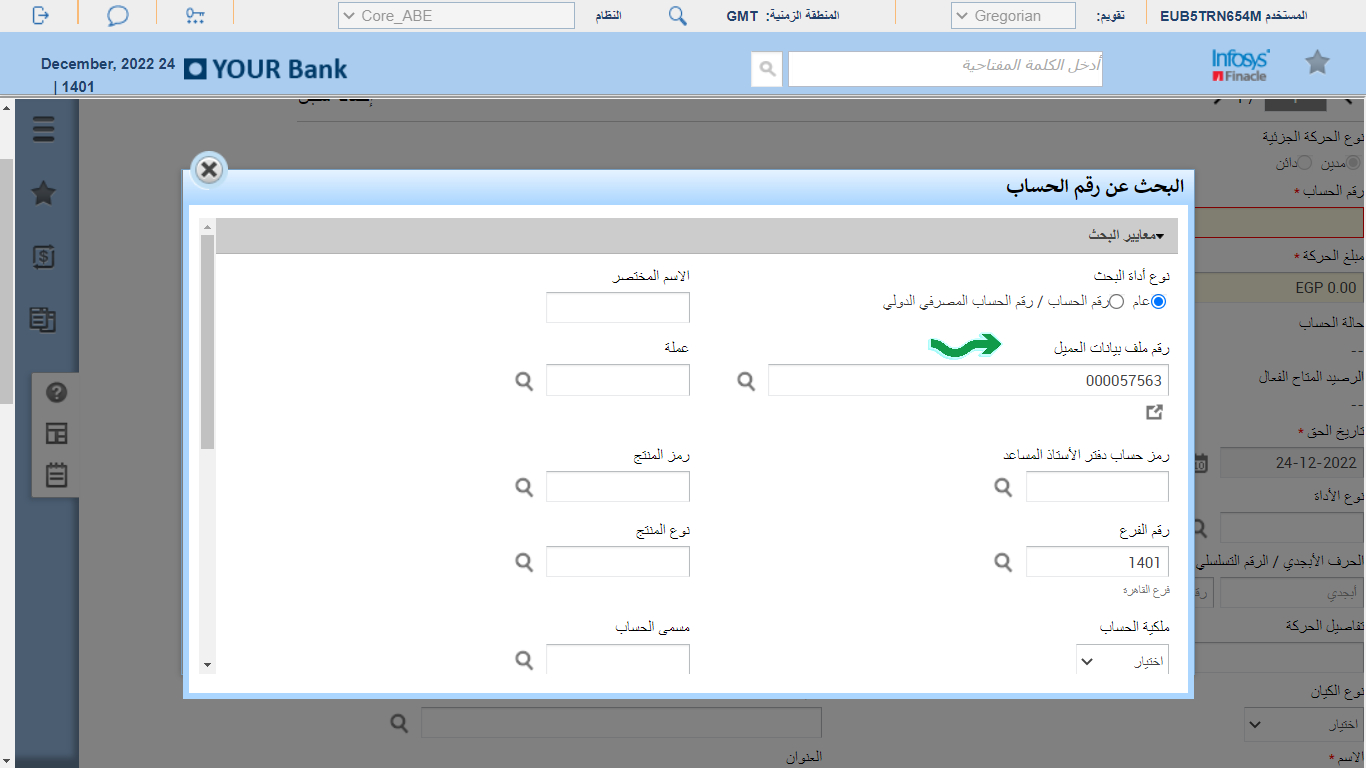 المستخدم EUB5TRN654M
تقويم: Gregorian
المنطقة الزمنية: GMT
النظام Core_ABE
Infosys
Finacle
أدخل الكلمة المفتاحية
YOUR Bank
December, 2022 24
| 1401
نوع الحركة الجزئية
مدين دائن
رقم الحساب *
مبلغ الحركة *
EGP 0.00
حالة الحساب
--
الرصيد المتاح الفعال
--
تاريخ الحق *
24-12-2022
نوع الأداة
الحرف الأبجدي / الرقم التسلسلي
أبجدي
تفاصيل الحركة
نوع الكيان
اختيار
الاسم *
العنوان
البحث عن رقم الحساب
معايير البحث
نوع أداة البحث
عام رقم الحساب / رقم الحساب المصرفي الدولي
الاسم المختصر
رقم ملف بيانات العميل
000057563
عملة
رمز حساب دفتر الأستاذ المساعد
رمز المنتج
رقم الفرع
1401
فرع القاهرة
نوع المنتج
ملكية الحساب
اختيار
مسمى الحساب